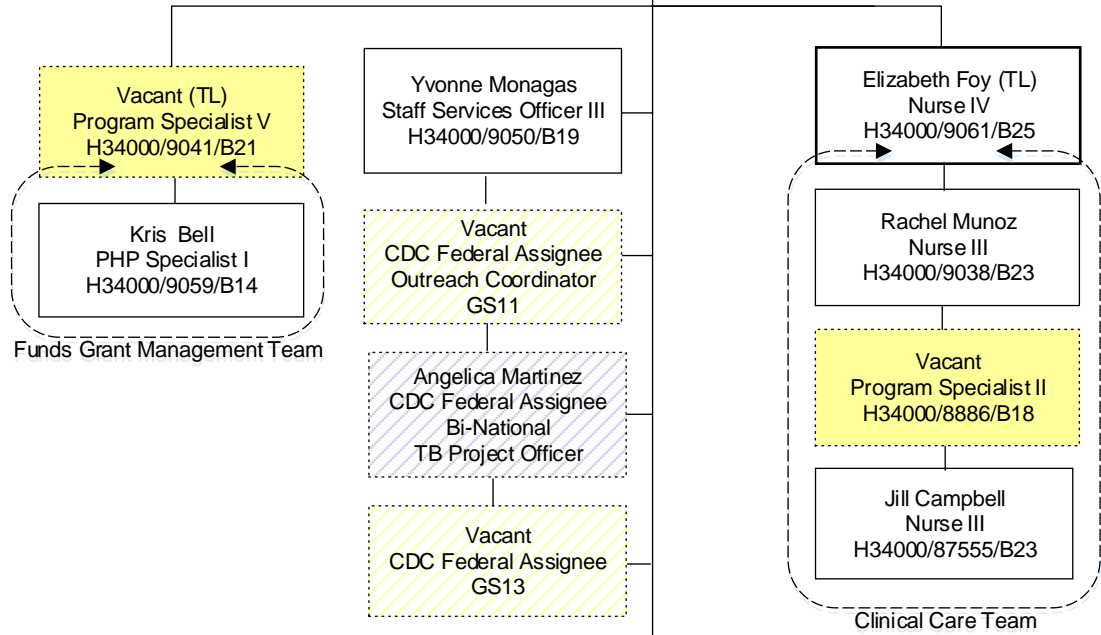 Vacant (TL)
Program Specialist V
H34000/9041/B21
Kris Bell
PHP Specialist I
H34000/9059/B14
Funds Grant Management Team
Yvonne Monagas
Staff Services Officer III
H34000/9050/B19
Vacant
CDC Federal Assignee
Outreach Coordinator
GS11
Angelica Martinez
CDC Federal Assignee
Bi-National
TB Project Officer
Vacant
CDC Federal Assignee
GS13
Elizabeth Foy (TL)
Nurse IV
H34000/9061/B25
Rachel Munoz
Nurse III
H34000/9038/B23
Vacant
Program Specialist II
H34000/8886/B18
Jill Campbell
Nurse III
H34000/87555/B23
Clinical Care Team